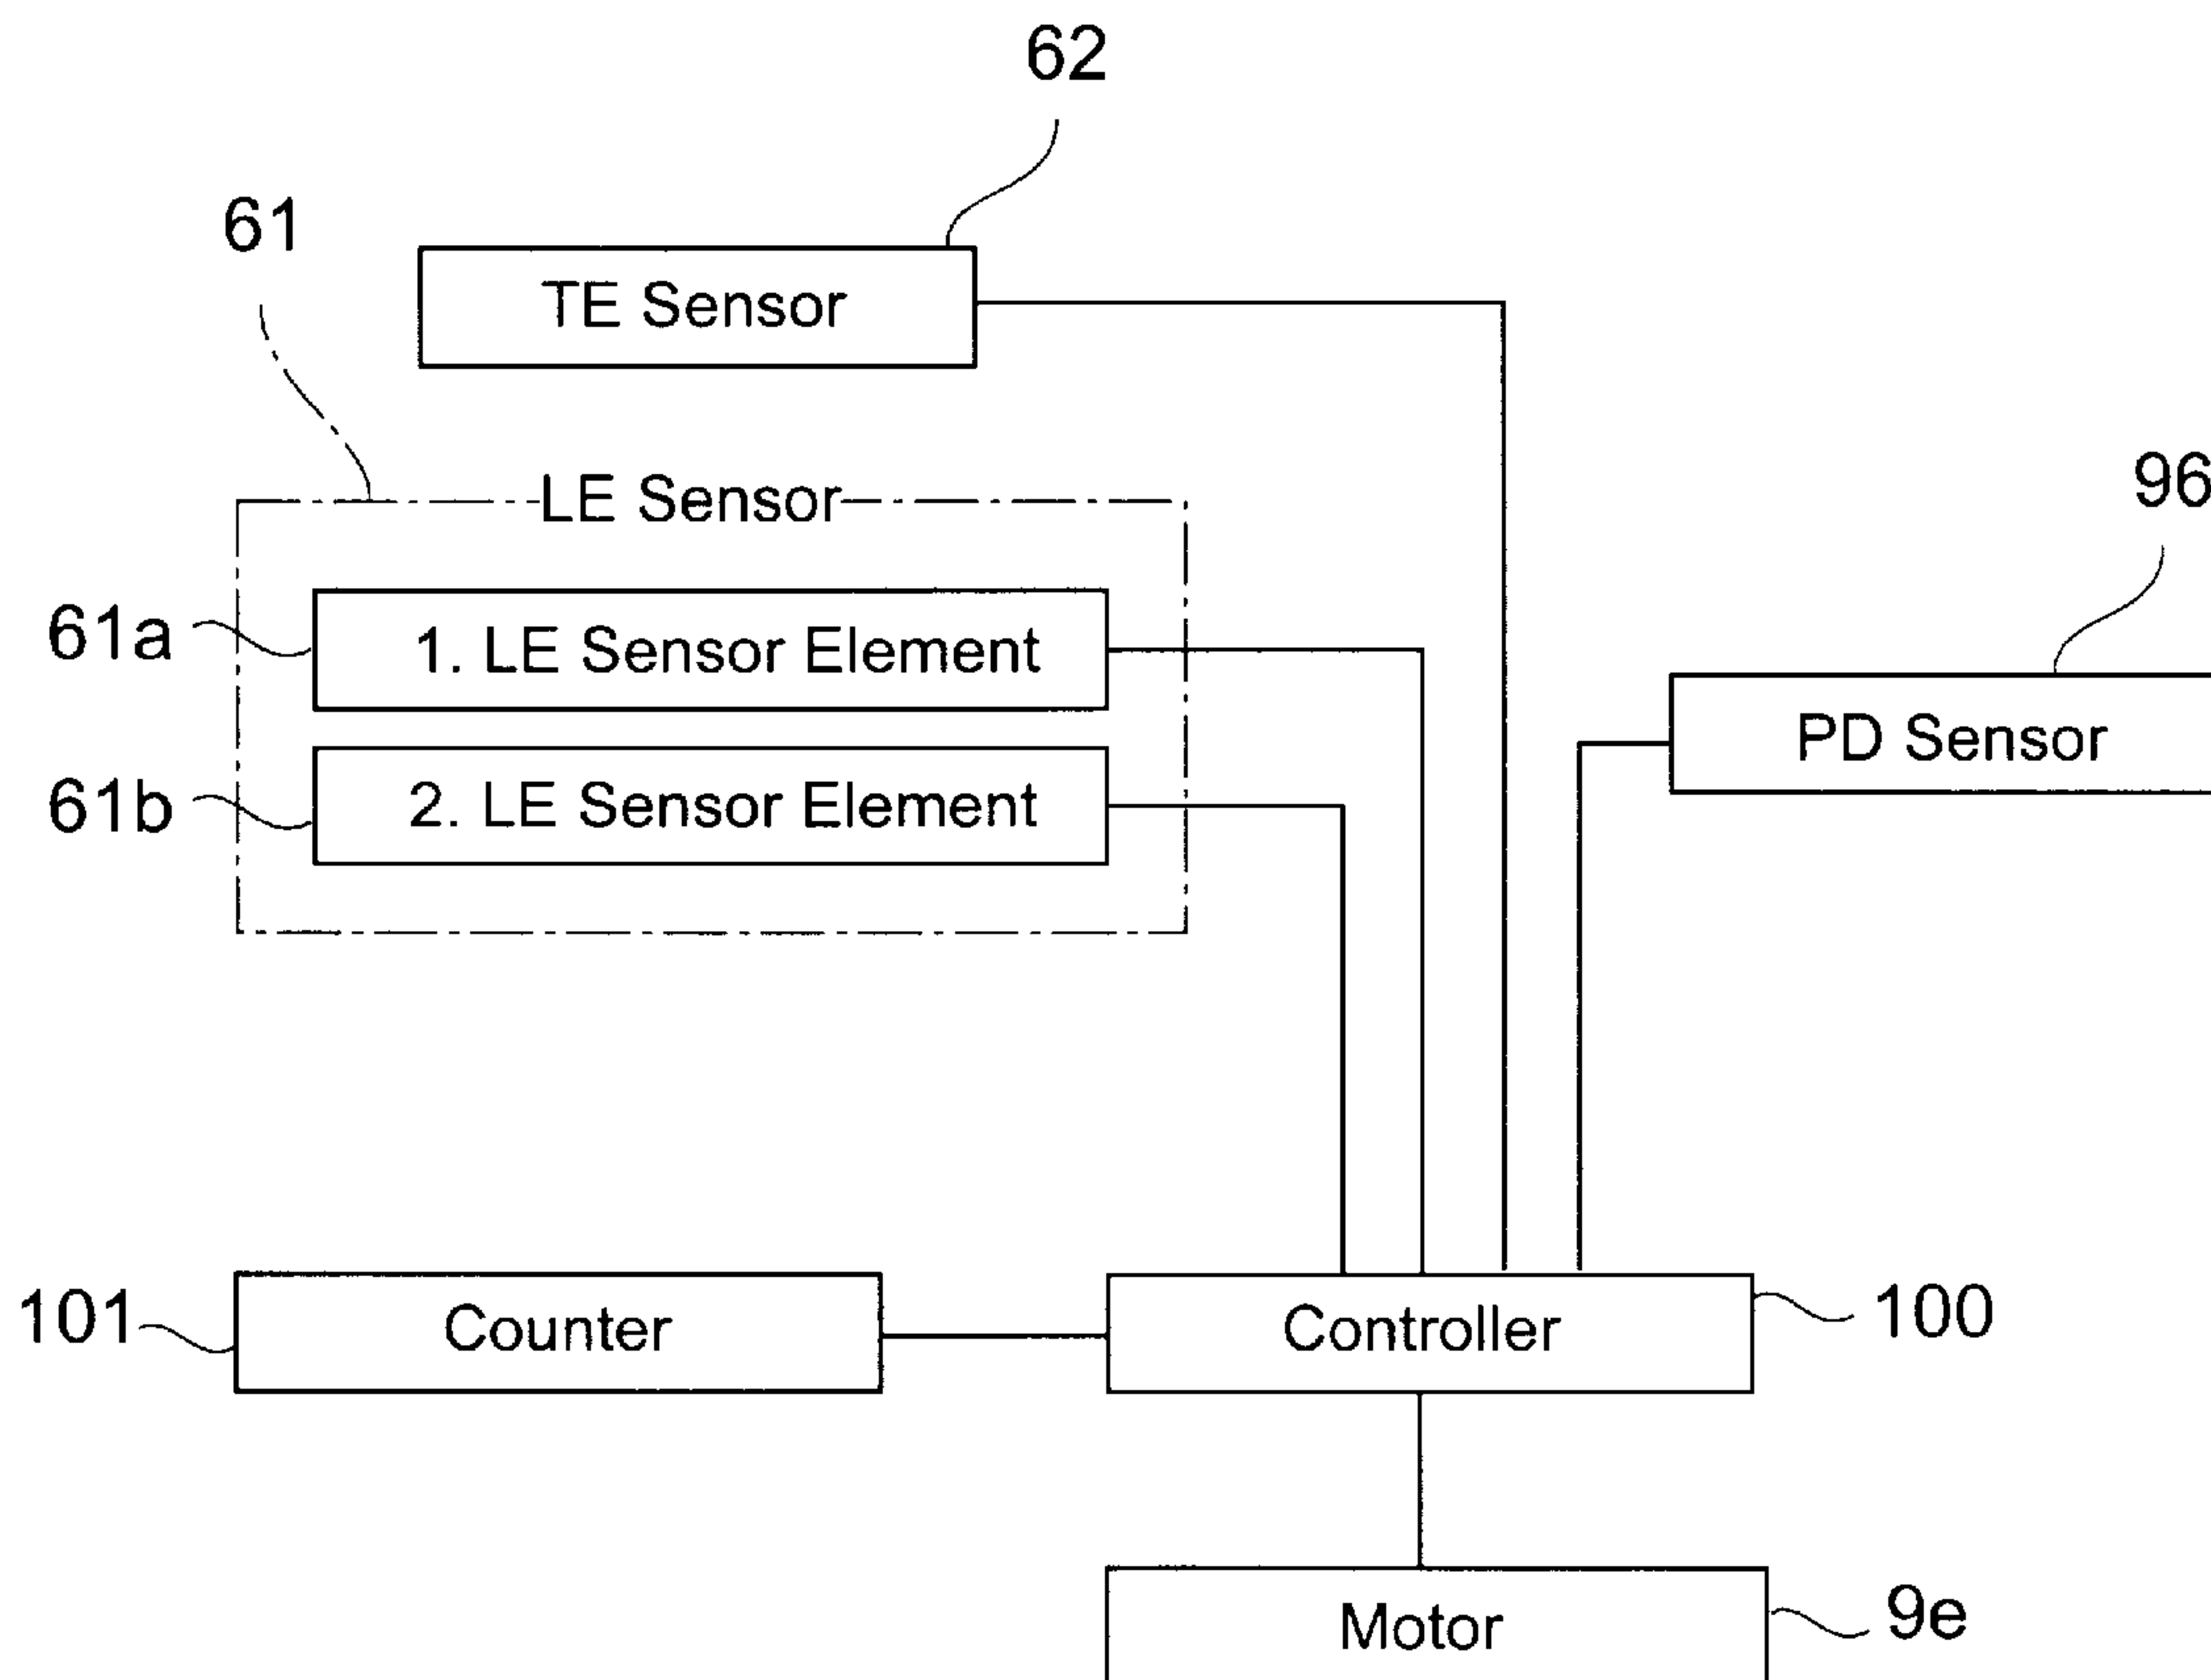 62
61
TE Sensor
LE Sensor
96
61a
1. LE Sensor Element
PD Sensor
61b
2. LE Sensor Element
101
Counter
Controller
100
Motor
9e